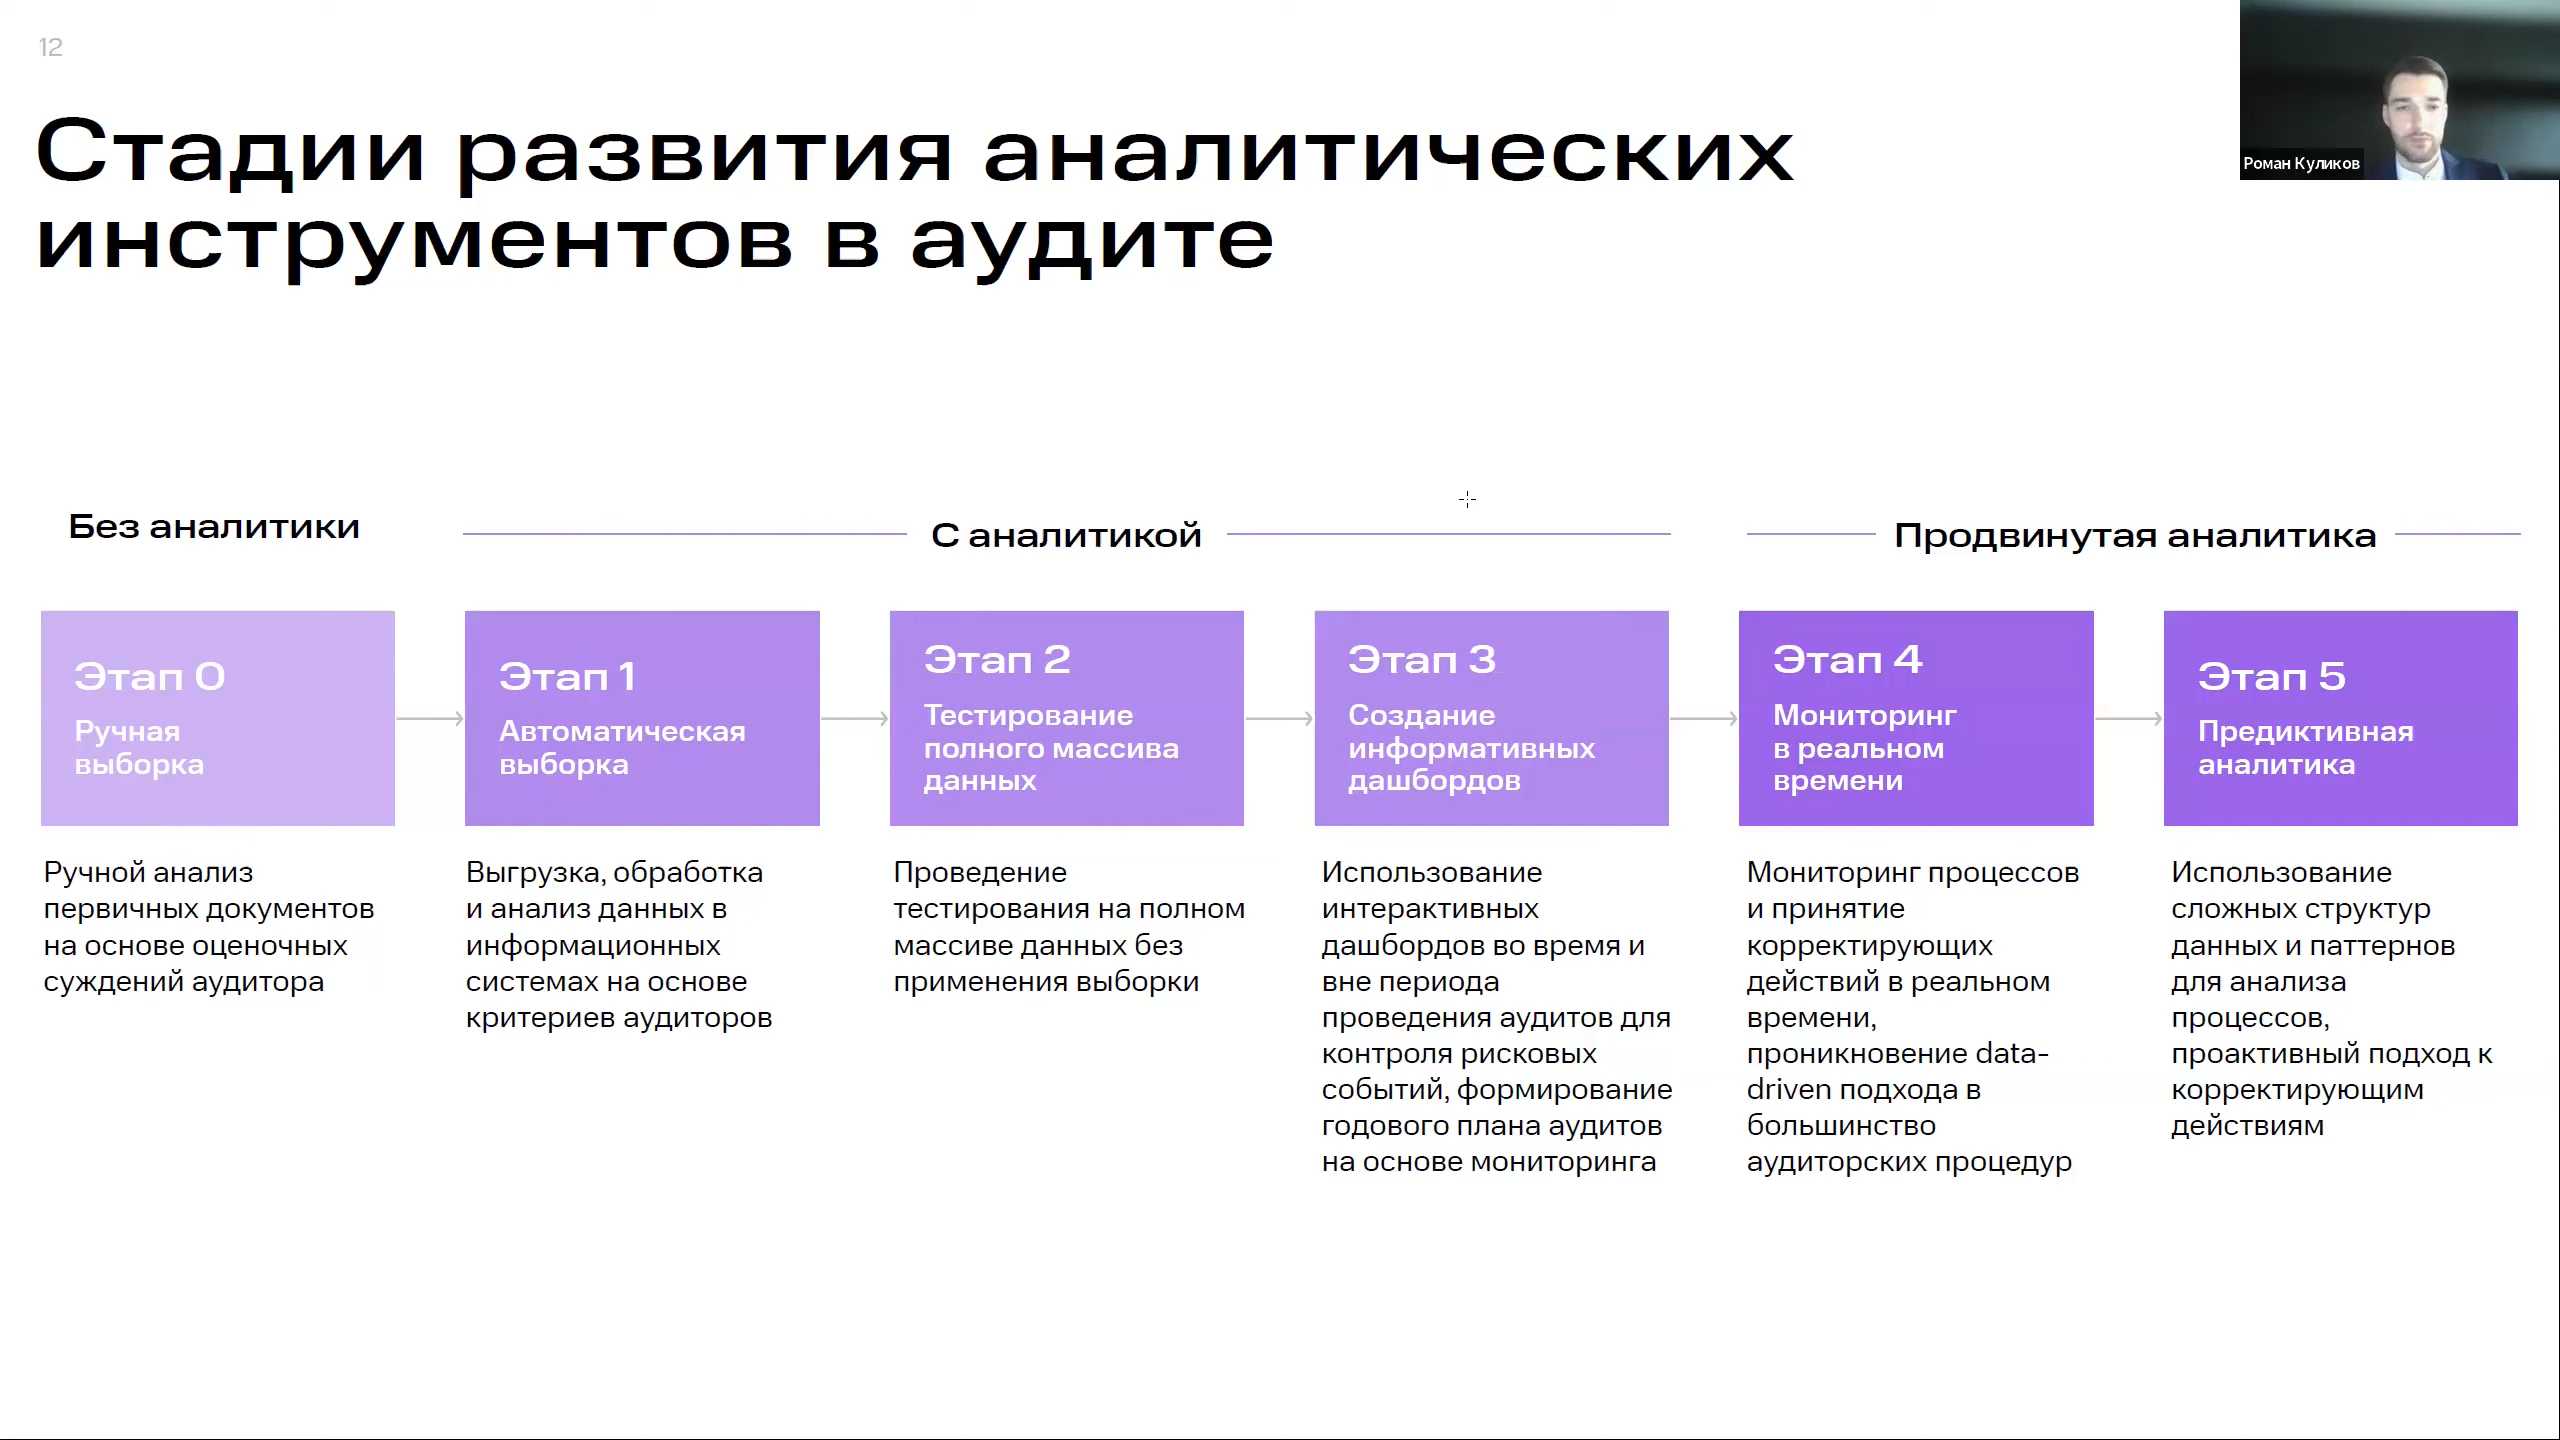 12
Роман Куликов
Стадии развития аналитических
инструментов в аудите
Без аналитики
С аналитикой
Продвинутая аналитика
Этап 0
Ручная
выборка
Ручной анализ
первичных документов
на основе оценочных
суждений аудитора
Этап 1
Автоматическая
выборка
Выгрузка, обработка
и анализ данных в
информационных
системах на основе
критериев аудиторов
Этап 2
Тестирование
полного массива
данных
Проведение
тестирования на полном
массиве данных без
применения выборки
Этап 3
Создание
информативных
дашбордов
Использование
интерактивных
дашбордов во время и
вне периода
проведения аудитов для
контроля рисковых
событий, формирование
годового плана аудитов
на основе мониторинга
Этап 4
Мониторинг
в реальном
времени
Мониторинг процессов
и принятие
корректирующих
действий в реальном
времени,
проникновение data-
driven подхода в
большинство
аудиторских процедур
Этап 5
Предиктивная
аналитика
Использование
сложных структур
данных и паттернов
для анализа
процессов,
проактивный подход к
корректирующим
действиям